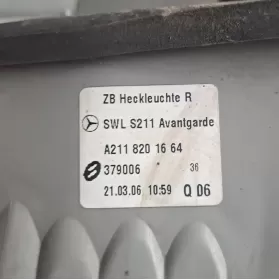 ZB Heckleuchte R
SWL S211 Avantgarde
A211 820 16 64
379006 36
21.03.06 10:59 Q 06